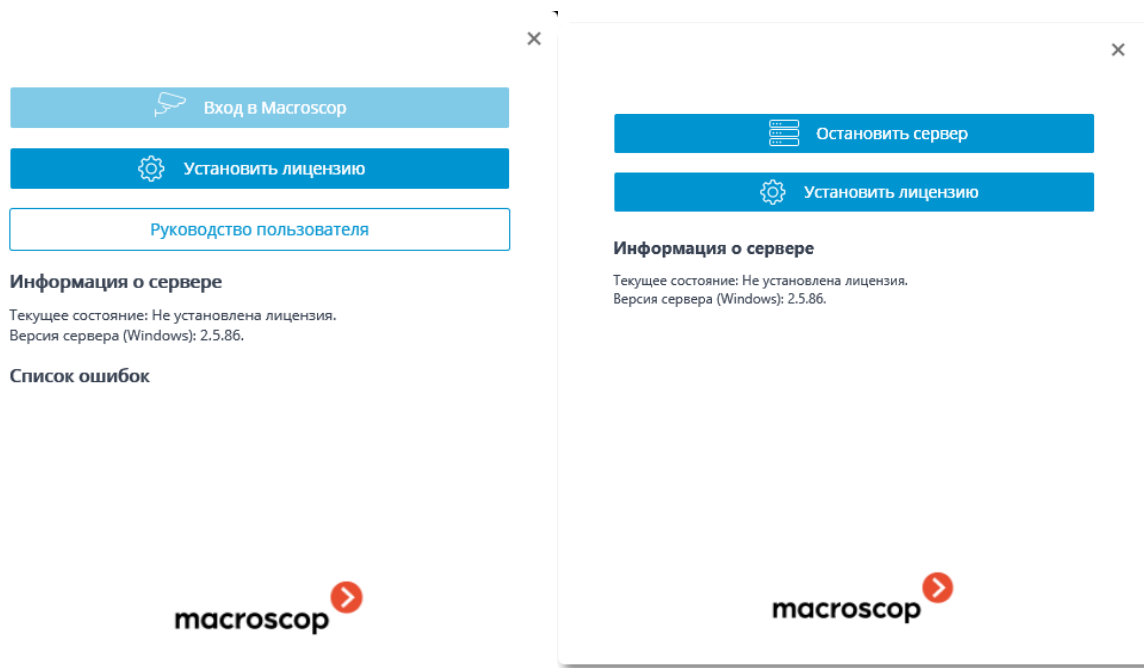 Вход в Macroscop
Установить лицензию
Руководство пользователя
Информация о сервере
Текущее состояние: Не установлена лицензия.
Версия сервера (Windows): 2.5.86.
Список ошибок
macroscop
Остановить сервер
Установить лицензию
Информация о сервере
Текущее состояние: Не установлена лицензия.
Версия сервера (Windows): 2.5.86.
macroscop